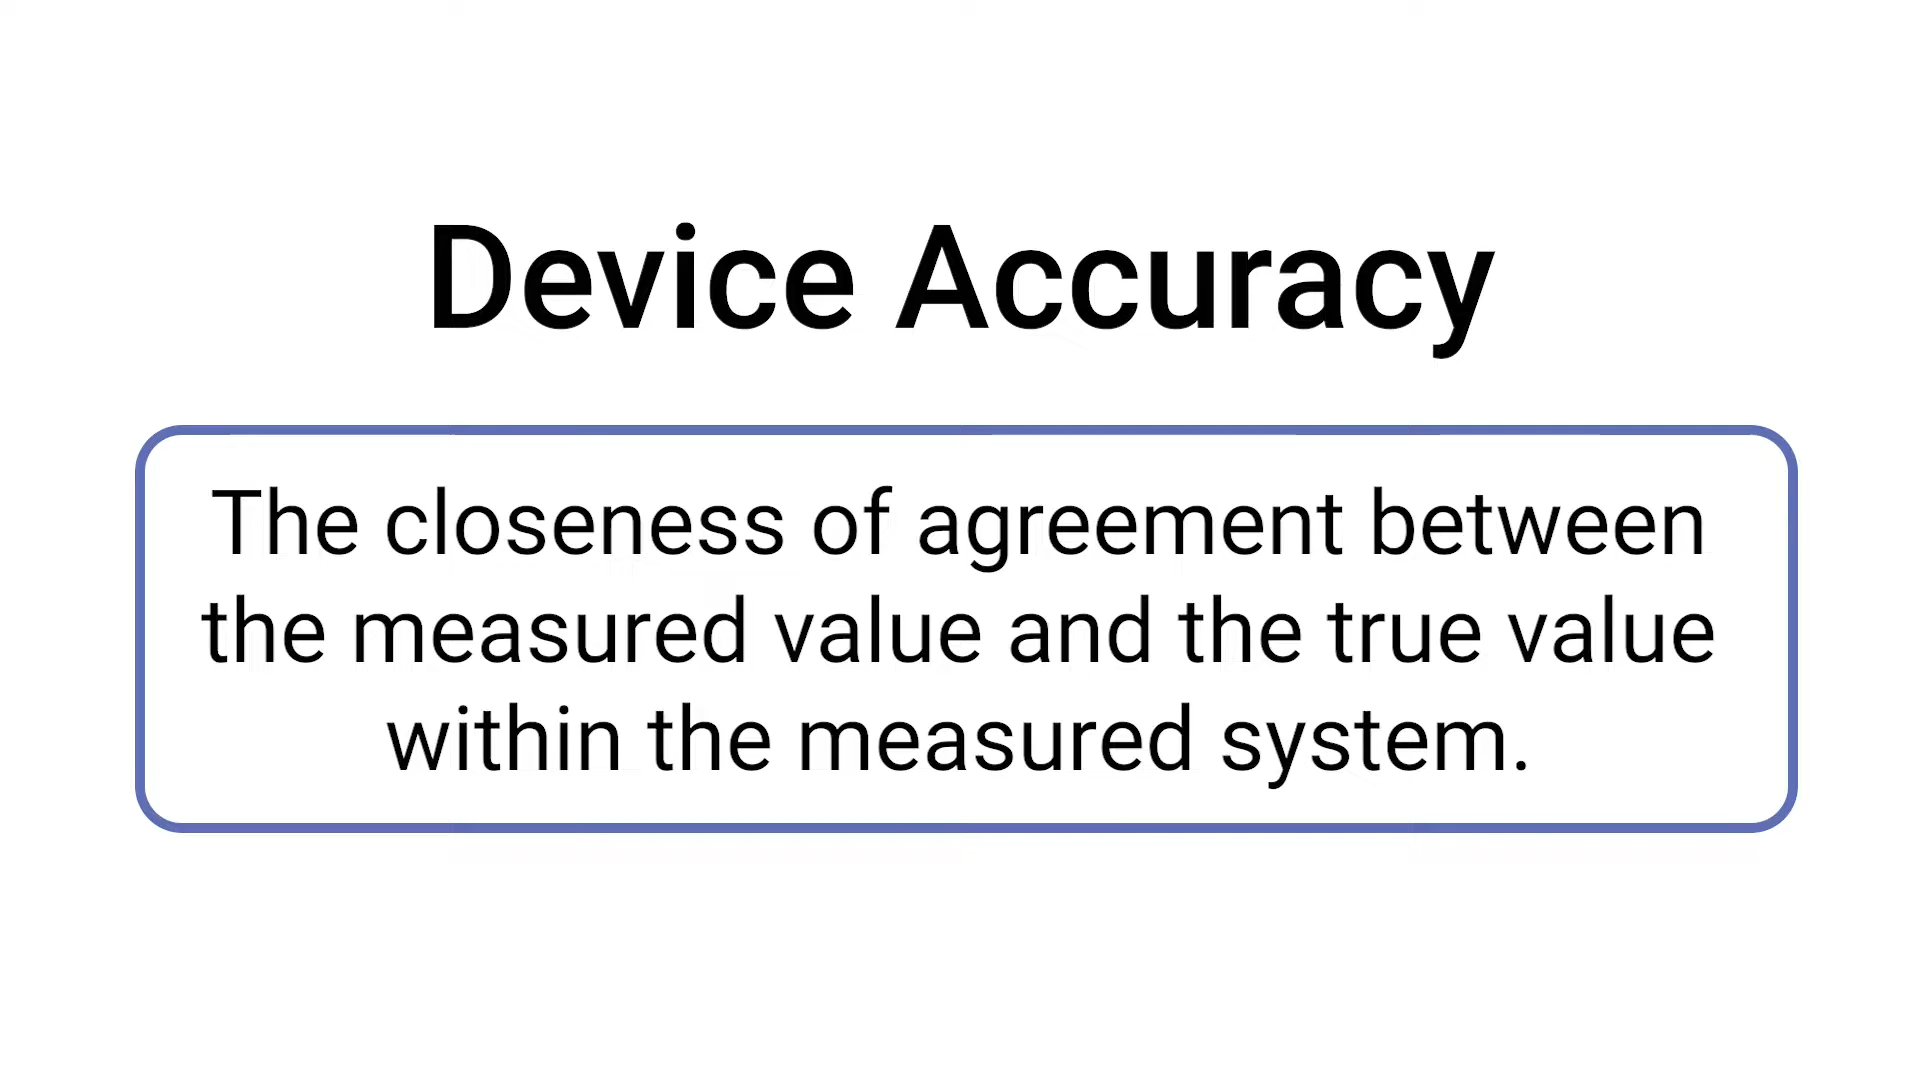 Device Accuracy
The closeness of agreement between
the measured value and the true value
within the measured system.